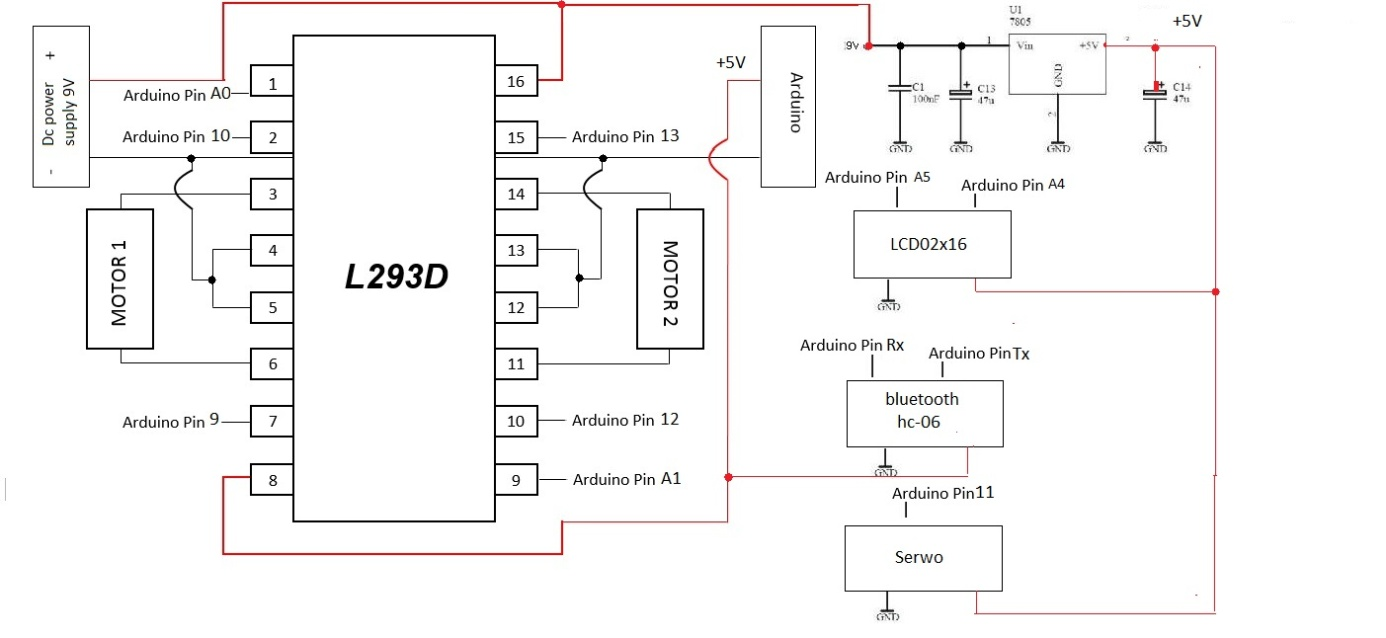 U1
7805
+5V
9V
1
Vin
+5V
2
GND
2
C1
100nF
+
C13
47u
+
C14
47u
GND
GND
GND
GND
Dc power
supply 9V
+
-
Arduino Pin A0
Arduino Pin 10
Arduino Pin 9
MOTOR 1
1
2
3
4
5
6
7
8
L293D
16
15
14
13
12
11
10
9
Arduino Pin 13
Arduino Pin 12
Arduino Pin A1
MOTOR 2
+5V
Arduino
Arduino Pin A5
Arduino Pin A4
LCD02x16
GND
Arduino Pin Rx
Arduino Pin Tx
bluetooth
hc-06
GND
Arduino Pin11
Serwo
GND